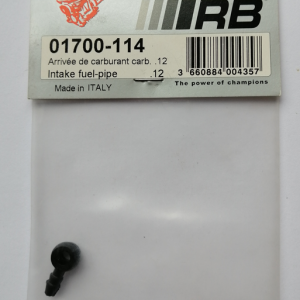 RB
01700-114
Arrivée de carburant carb. .12
Intake fuel-pipe .12
3 660884 004357
Made in ITALY
The power of champions